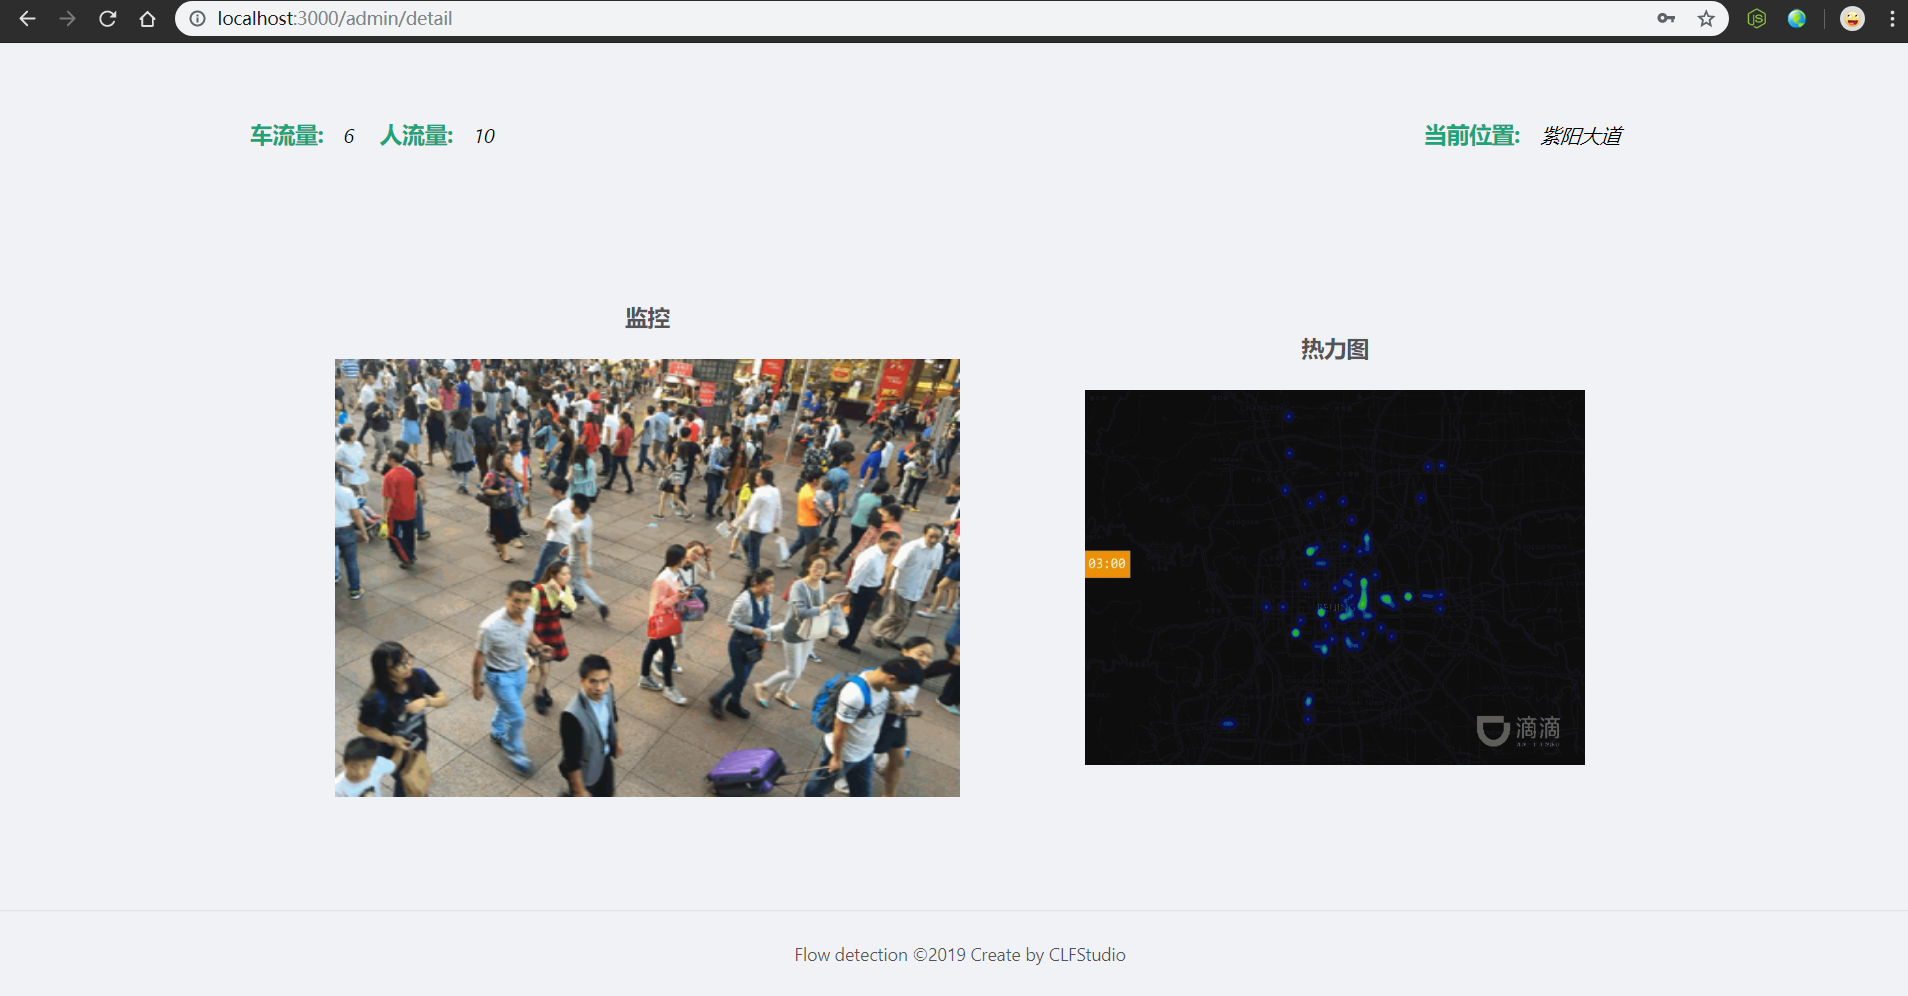 localhost:3000/admin/detail
车流量: 6 人流量: 10
当前位置: 紫阳大道
监控
热力图
03:00
BEIJING
滴滴
Flow detection ©2019 Create by CLFStudio